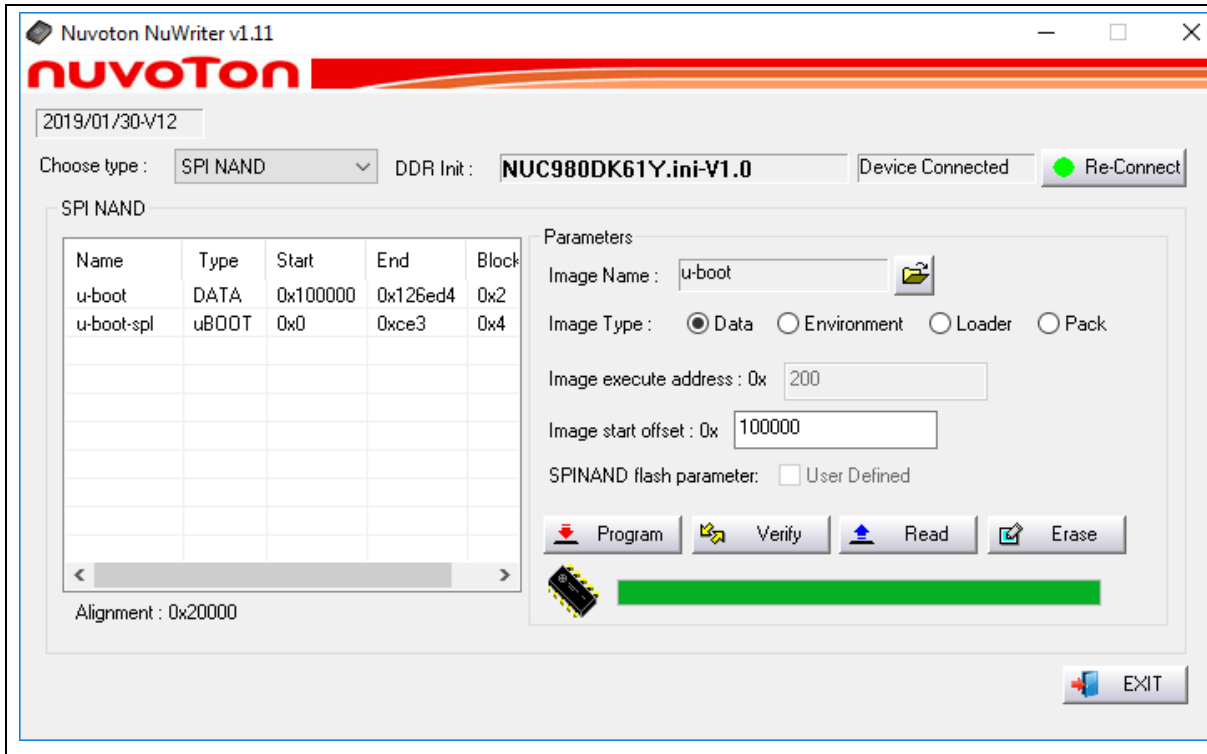 Nuvoton NuWriter v1.11
nuvoTon
2019/01/30-V12
Choose type : SPI NAND DDR Init : NUC980DK61Y.ini-V1.0 Device Connected Re-Connect
SPI NAND
Name Type Start End Block
u-boot DATA 0x100000 0x126ed4 0x2
u-boot-spl uBOOT 0x0 0xce3 0x4
Alignment : 0x20000
Parameters
Image Name : u-boot
Image Type : Data Environment Loader Pack
Image execute address : 0x 200
Image start offset : 0x 100000
SPINAND flash parameter: User Defined
Program Verify Read Erase
EXIT